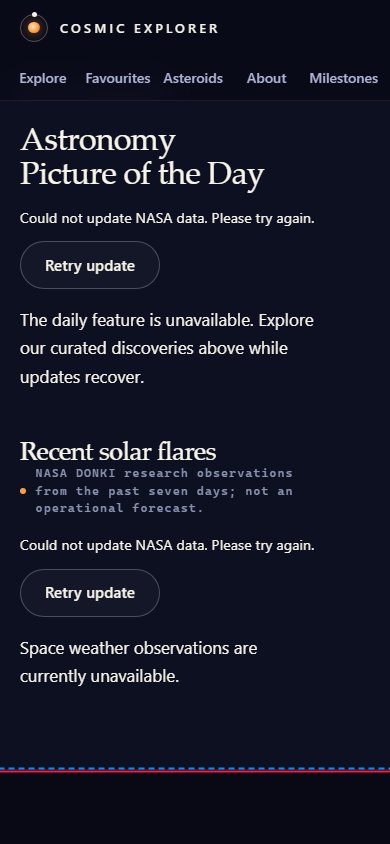 COSMIC EXPLORER
Explore Favourites Asteroids About Milestones
Astronomy
Picture of the Day
Could not update NASA data. Please try again.
Retry update
The daily feature is unavailable. Explore
our curated discoveries above while
updates recover.
Recent solar flares
NASA DONKI research observations
from the past seven days; not an
operational forecast.
Could not update NASA data. Please try again.
Retry update
Space weather observations are
currently unavailable.